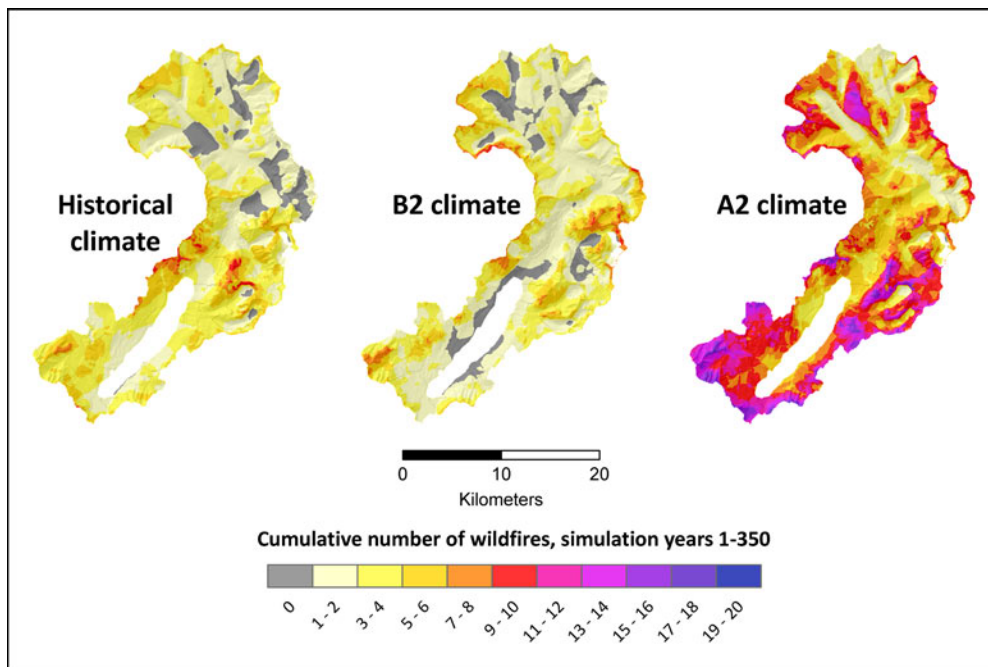 Historical
climate
B2 climate
A2 climate
0 10 20
Kilometers
Cumulative number of wildfires, simulation years 1-350
0
1 - 2
3 - 4
5 - 6
7 - 8
9 - 10
11 - 12
13 - 14
15 - 16
17 - 18
19 - 20